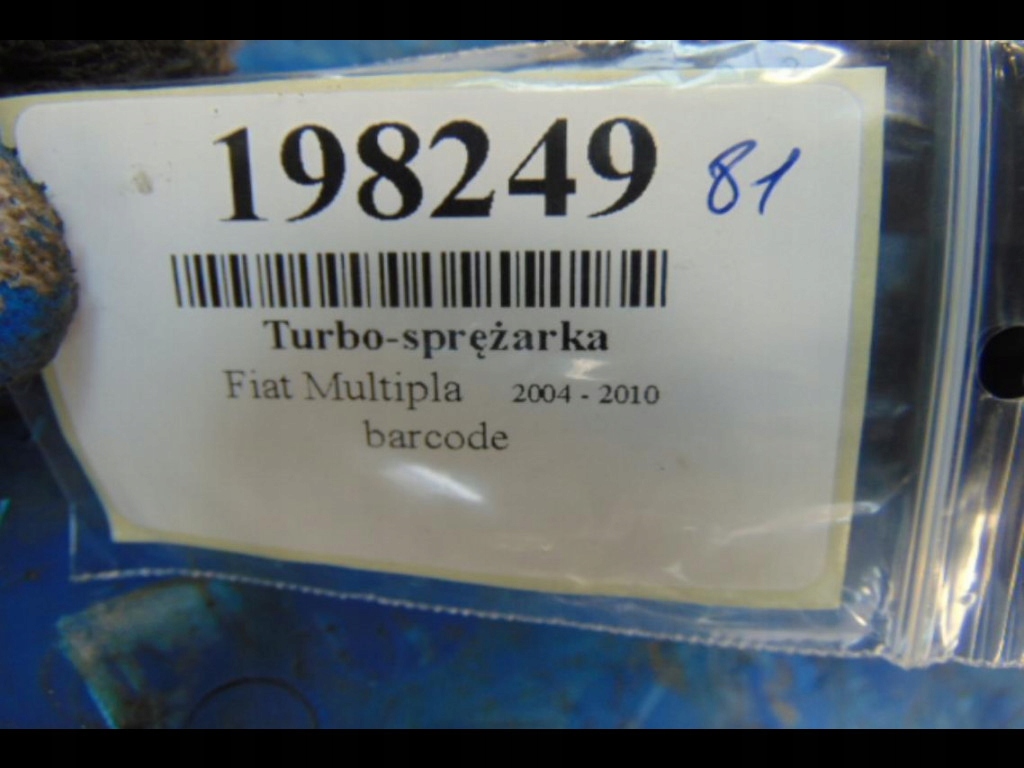 198249 81
Turbo-sprężarka
Fiat Multipla 2004 - 2010
barcode